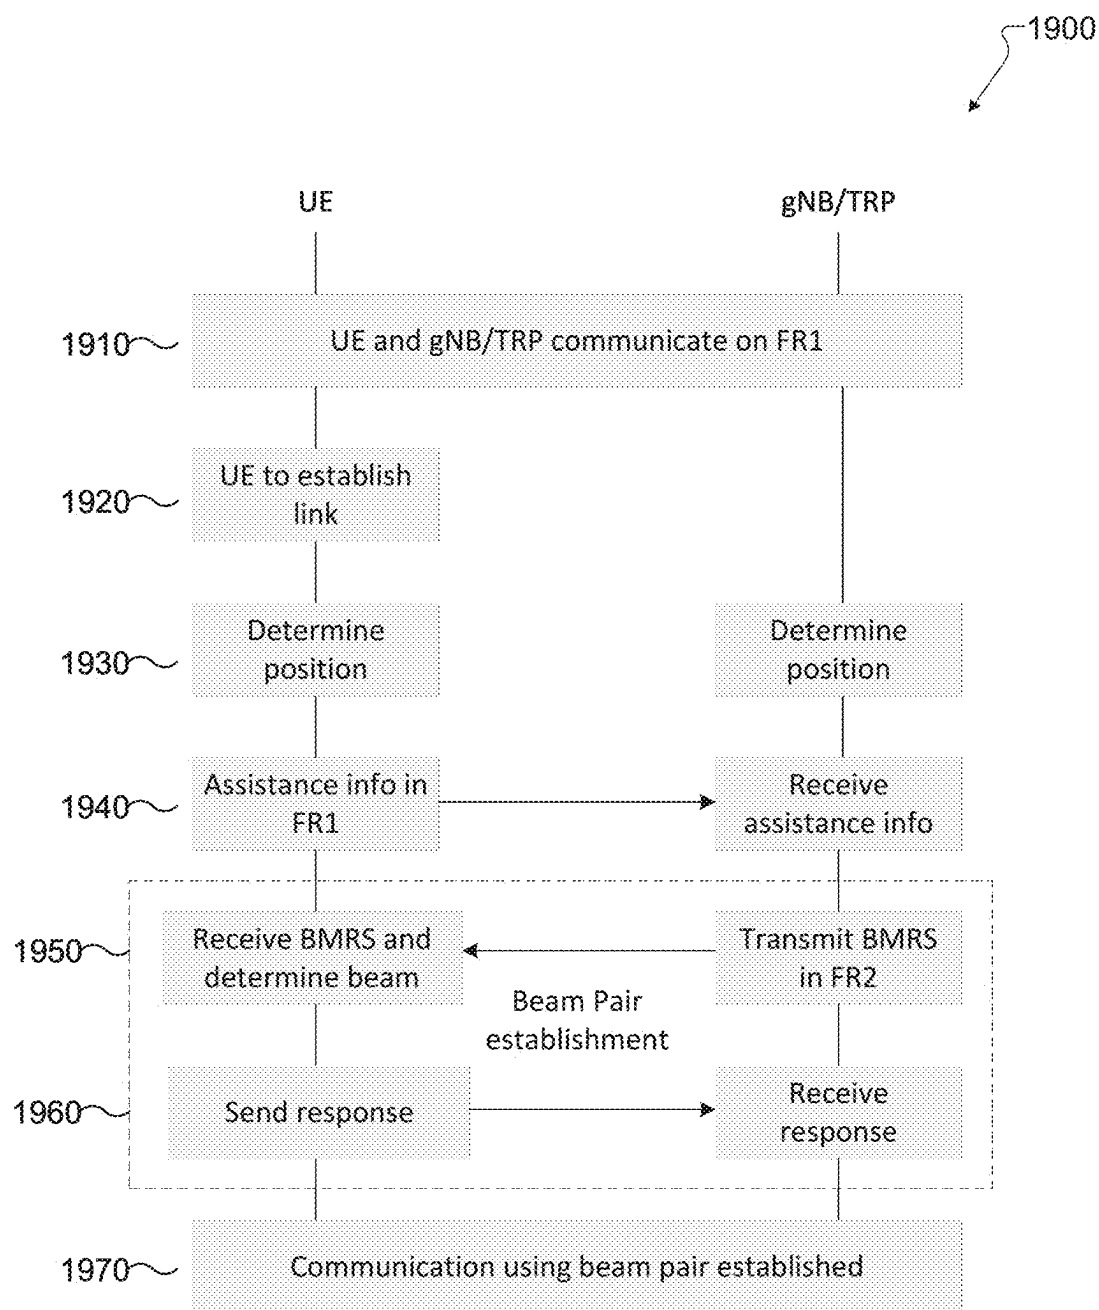 1900
UE
gNB/TRP
1910
UE and gNB/TRP communicate on FR1
1920
UE to establish
link
1930
Determine
position
Determine
position
1940
Assistance info in
FR1
Receive
assistance info
1950
Receive BMRS and
determine beam
Transmit BMRS
in FR2
Beam Pair
establishment
1960
Send response
Receive
response
1970
Communication using beam pair established